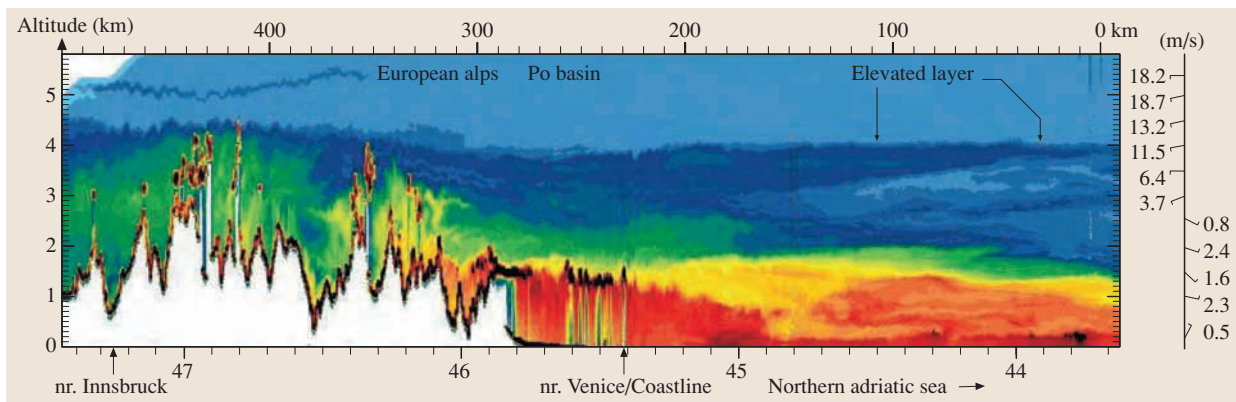 Altitude (km) 400 300 200 100 0 km (m/s)
European alps Po basin Elevated layer
5 18.2
18.7
4 13.2
11.5
3 6.4
3.7
2 0.8
2.4
1 1.6
2.3
0 0.5
47 46 45 44
nr. Innsbruck nr. Venice/Coastline Northern adriatic sea